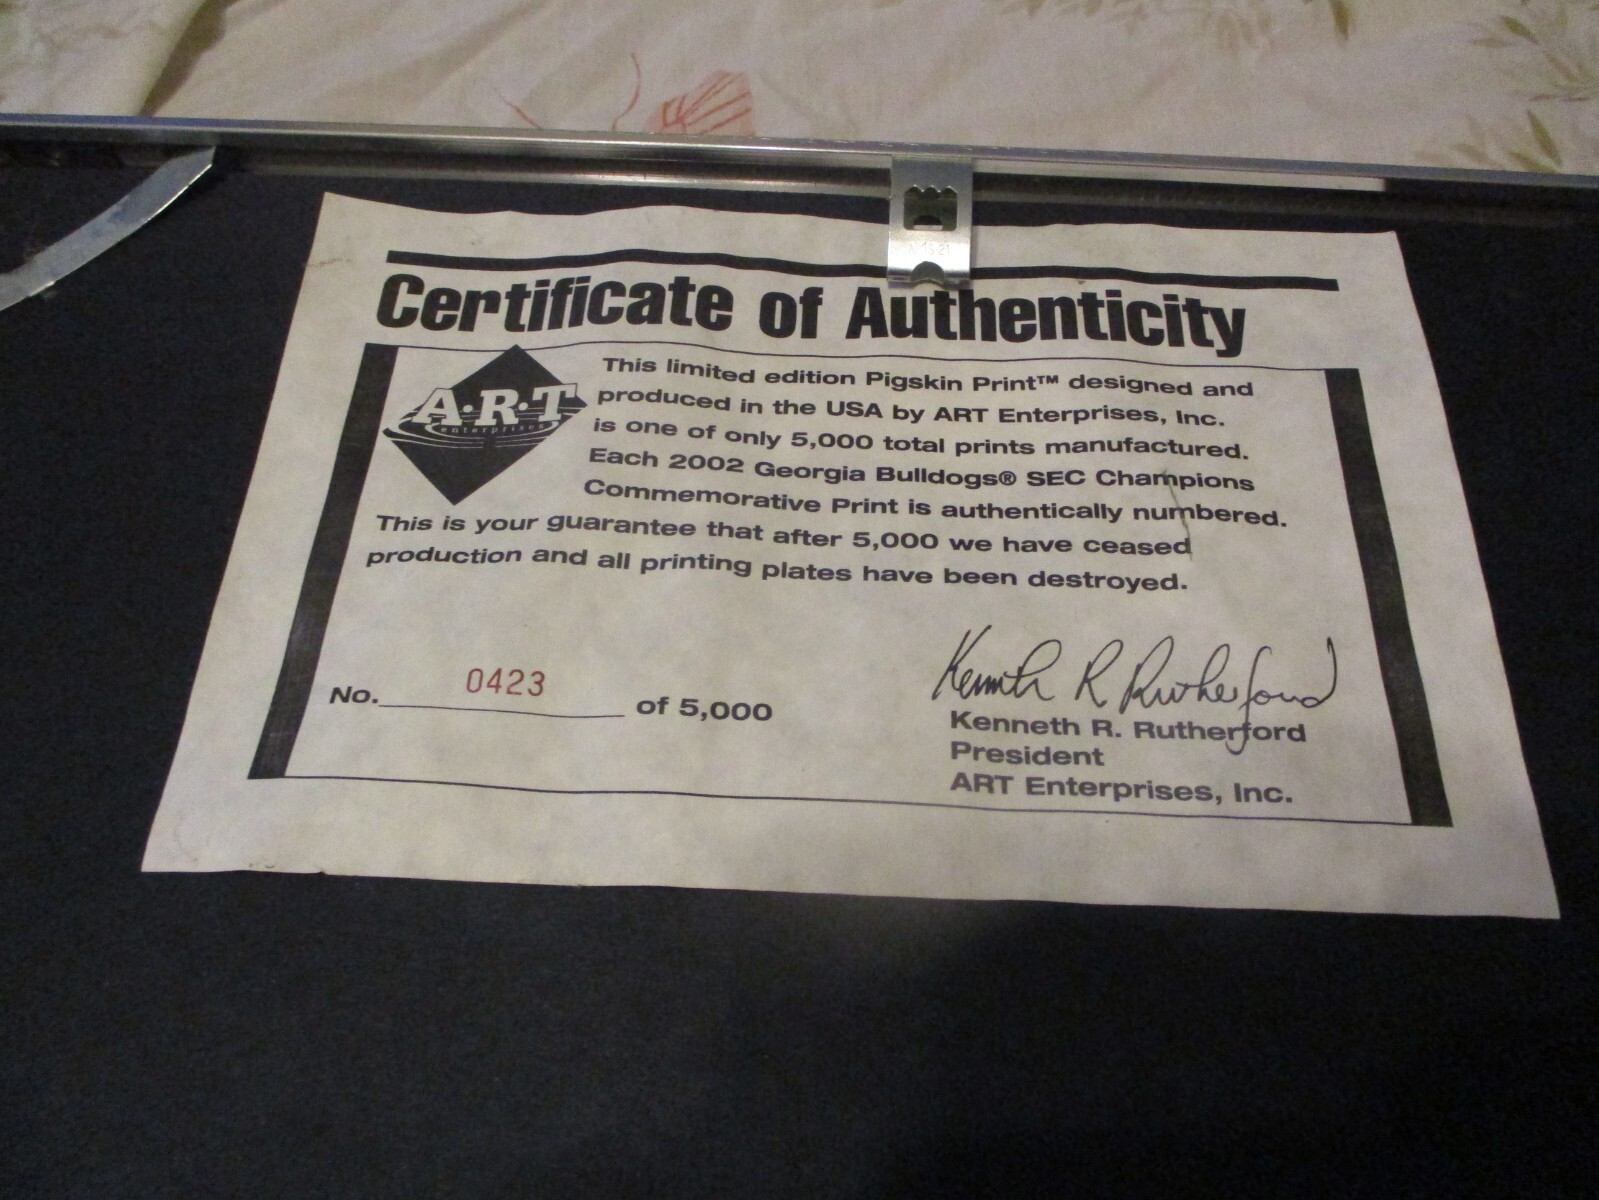 Certificate of Authenticity
A·R·T
enterprises
This limited edition Pigskin Print™ designed and
produced in the USA by ART Enterprises, Inc.
is one of only 5,000 total prints manufactured.
Each 2002 Georgia Bulldogs® SEC Champions
Commemorative Print is authentically numbered.
This is your guarantee that after 5,000 we have ceased
production and all printing plates have been destroyed.
No. 0423 of 5,000
Kenneth R Rutherford
Kenneth R. Rutherford
President
ART Enterprises, Inc.